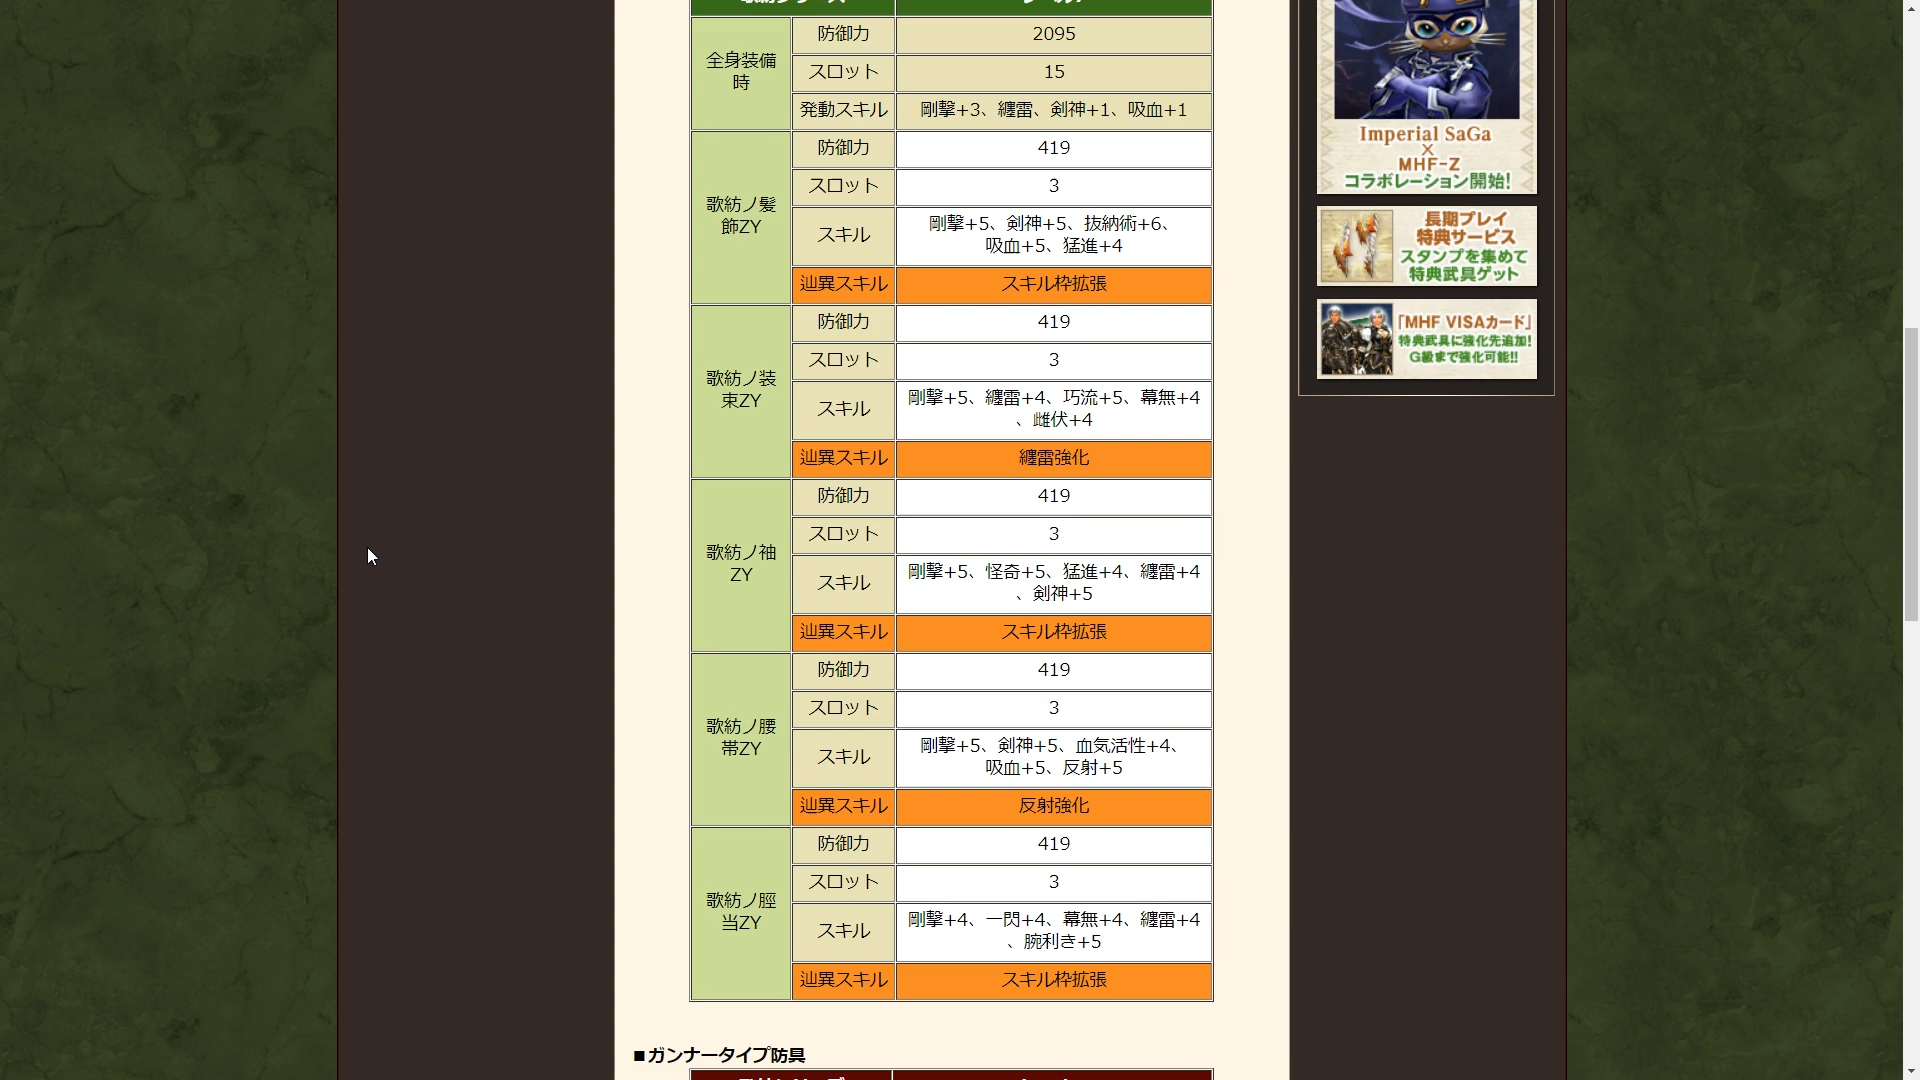 全身装備
時
防御力
2095
スロット
15
発動スキル
剛撃+3、纏雷、剣神+1、吸血+1
歌紡ノ髪
飾ZY
防御力
419
スロット
3
スキル
剛撃+5、剣神+5、抜納術+6、
吸血+5、猛進+4
辿異スキル
スキル枠拡張
歌紡ノ装
束ZY
防御力
419
スロット
3
スキル
剛撃+5、纏雷+4、巧流+5、幕無+4
、雌伏+4
辿異スキル
纏雷強化
歌紡ノ袖
ZY
防御力
419
スロット
3
スキル
剛撃+5、怪奇+5、猛進+4、纏雷+4
、剣神+5
辿異スキル
スキル枠拡張
歌紡ノ腰
帯ZY
防御力
419
スロット
3
スキル
剛撃+5、剣神+5、血気活性+4、
吸血+5、反射+5
辿異スキル
反射強化
歌紡ノ脛
当ZY
防御力
419
スロット
3
スキル
剛撃+4、一閃+4、幕無+4、纏雷+4
、腕利き+5
辿異スキル
スキル枠拡張
■ガンナータイプ防具
Imperial SaGa
X
MHF-Z
コラボレーション開始!
長期プレイ
特典サービス
スタンプを集めて
特典武具ゲット
「MHF VISAカード」
特典武具に強化先追加!
G級まで強化可能!!